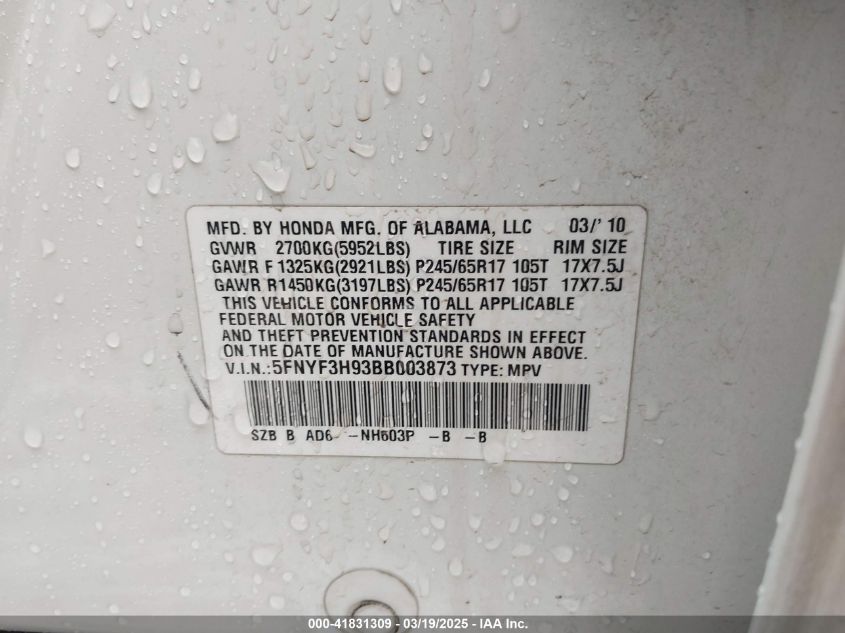 MFD. BY HONDA MFG. OF ALABAMA, LLC 03/'10
GVWR 2700KG(5952LBS) TIRE SIZE RIM SIZE
GAWR F 1325KG(2921LBS) P245/65R17 105T 17X7.5J
GAWR R1450KG(3197LBS) P245/65R17 105T 17X7.5J
THIS VEHICLE CONFORMS TO ALL APPLICABLE
FEDERAL MOTOR VEHICLE SAFETY
AND THEFT PREVENTION STANDARDS IN EFFECT
ON THE DATE OF MANUFACTURE SHOWN ABOVE.
V.I.N.:5FNYF3H93BB003873 TYPE: MPV
SZB B AD6 -NH603P -B -B
000-41831309 - 03/19/2025 - IAA Inc.